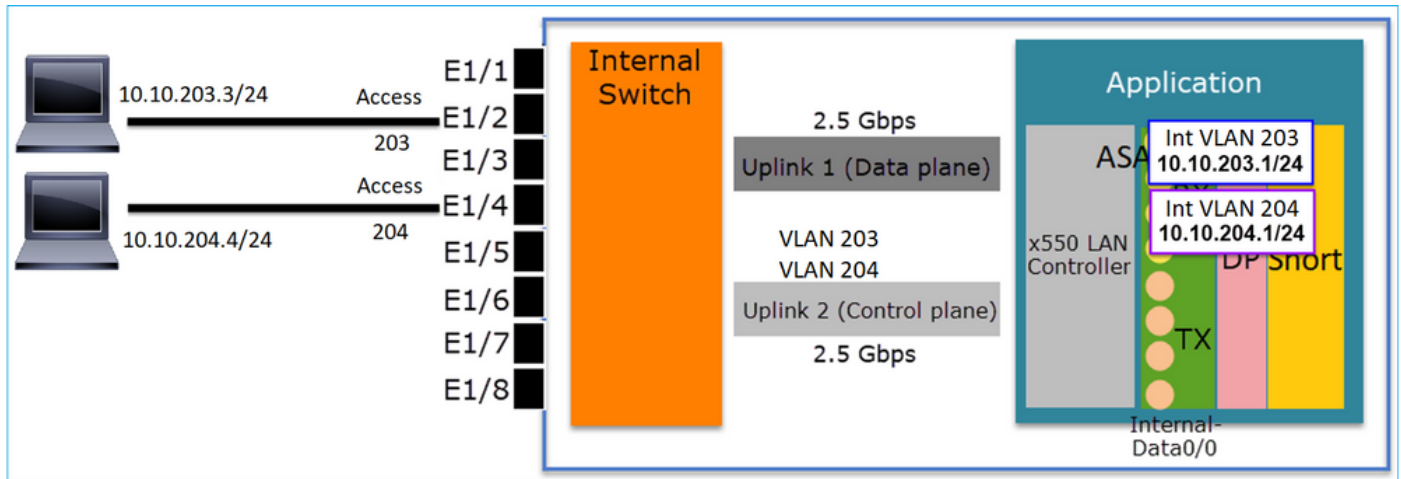 10.10.203.3/24
Access
203
Access
204
10.10.204.4/24
E1/1
E1/2
E1/3
E1/4
E1/5
E1/6
E1/7
E1/8
Internal
Switch
2.5 Gbps
Uplink 1 (Data plane)
VLAN 203
VLAN 204
Uplink 2 (Control plane)
2.5 Gbps
Application
ASA
Int VLAN 203
10.10.203.1/24
Int VLAN 204
10.10.204.1/24
x550 LAN
Controller
DP
Snort
TX
Internal-
Data0/0